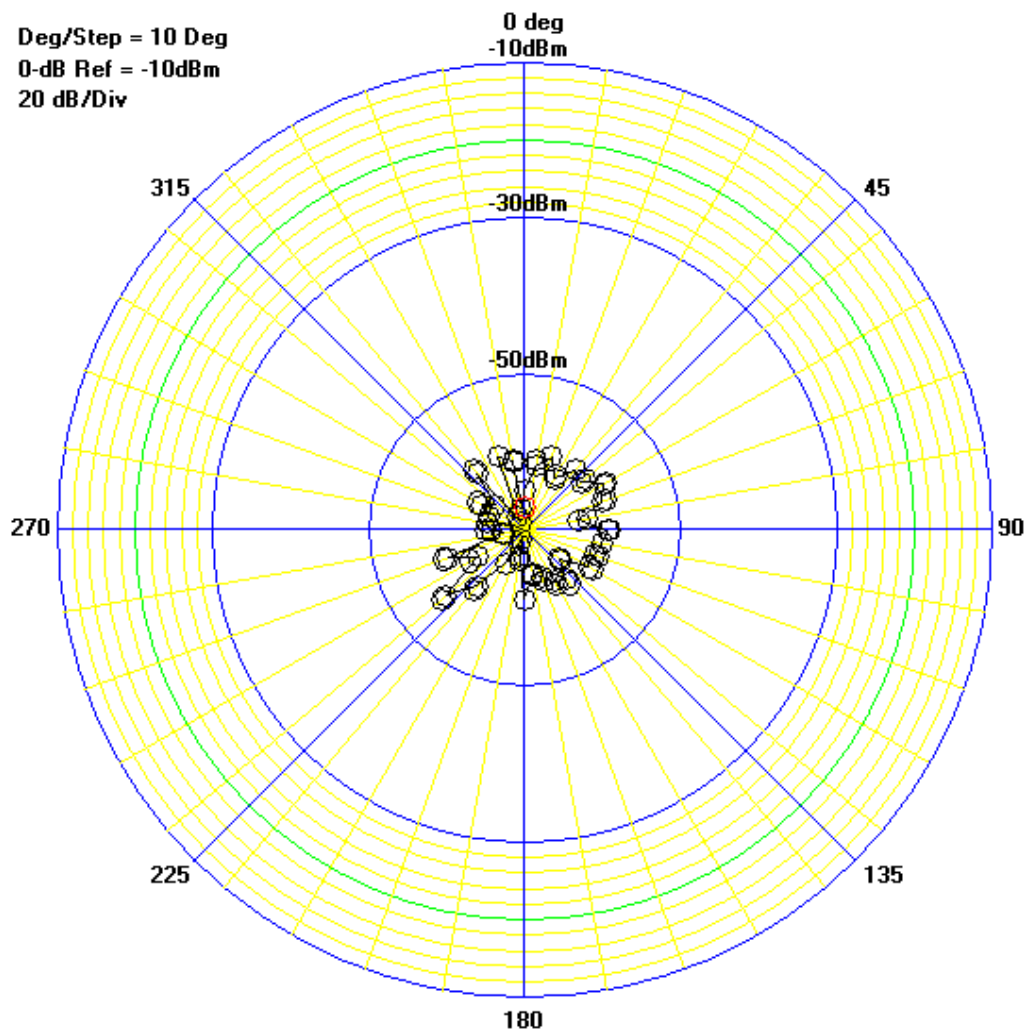 Deg/Step = 10 Deg
0-dB Ref = -10dBm
20 dB/Div
0 deg
-10dBm
315
45
-30dBm
-50dBm
270
90
225
135
180